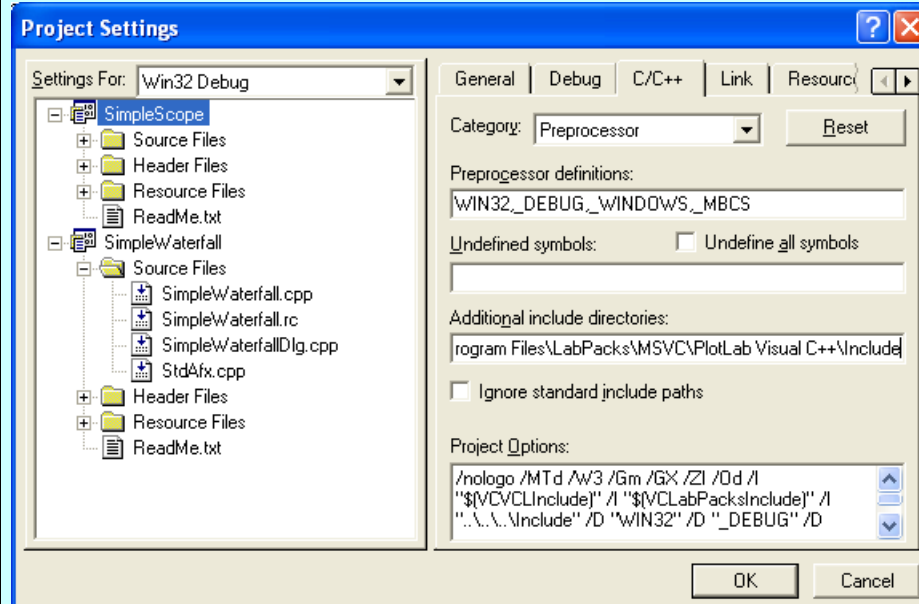 Project Settings
Settings For:
Win32 Debug
SimpleScope
Source Files
Header Files
Resource Files
ReadMe.txt
SimpleWaterfall
Source Files
SimpleWaterfall.cpp
SimpleWaterfall.rc
SimpleWaterfallDlg.cpp
StdAfx.cpp
Header Files
Resource Files
ReadMe.txt
General
Debug
C/C++
Link
Resourc
Category:
Preprocessor
Reset
Preprocessor definitions:
WIN32,_DEBUG,_WINDOWS,_MBCS
Undefined symbols:
Undefine all symbols
Additional include directories:
rogram Files\LabPacks\MSVC\PlotLab Visual C++\Include
Ignore standard include paths
Project Options:
/nologo /MTd /W3 /Gm /GX /ZI /Od /I
"$(VCVCLInclude)" /I "$(VCLabPacksInclude)" /I
"..\..\..\Include" /D "WIN32" /D "_DEBUG" /D
OK
Cancel